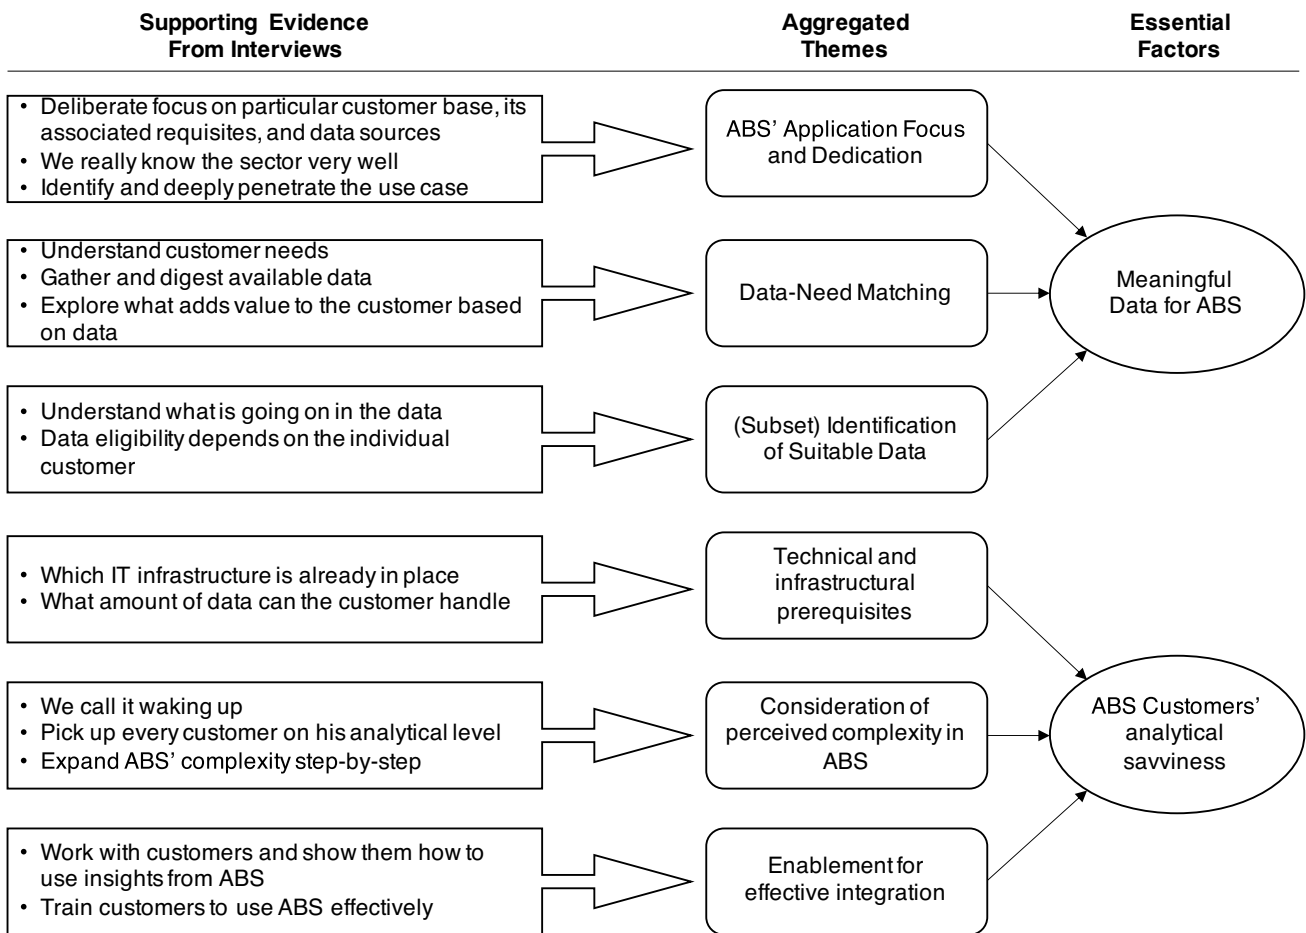 Supporting Evidence
From Interviews
Aggregated
Themes
Essential
Factors
• Deliberate focus on particular customer base, its
associated requisites, and data sources
• We really know the sector very well
• Identify and deeply penetrate the use case
ABS’ Application Focus
and Dedication
• Understand customer needs
• Gather and digest available data
• Explore what adds value to the customer based
on data
Data-Need Matching
Meaningful
Data for ABS
• Understand what is going on in the data
• Data eligibility depends on the individual
customer
(Subset) Identification
of Suitable Data
• Which IT infrastructure is already in place
• What amount of data can the customer handle
Technical and
infrastructural
prerequisites
• We call it waking up
• Pick up every customer on his analytical level
• Expand ABS’ complexity step-by-step
Consideration of
perceived complexity in
ABS
ABS Customers’
analytical
savviness
• Work with customers and show them how to
use insights from ABS
• Train customers to use ABS effectively
Enablement for
effective integration